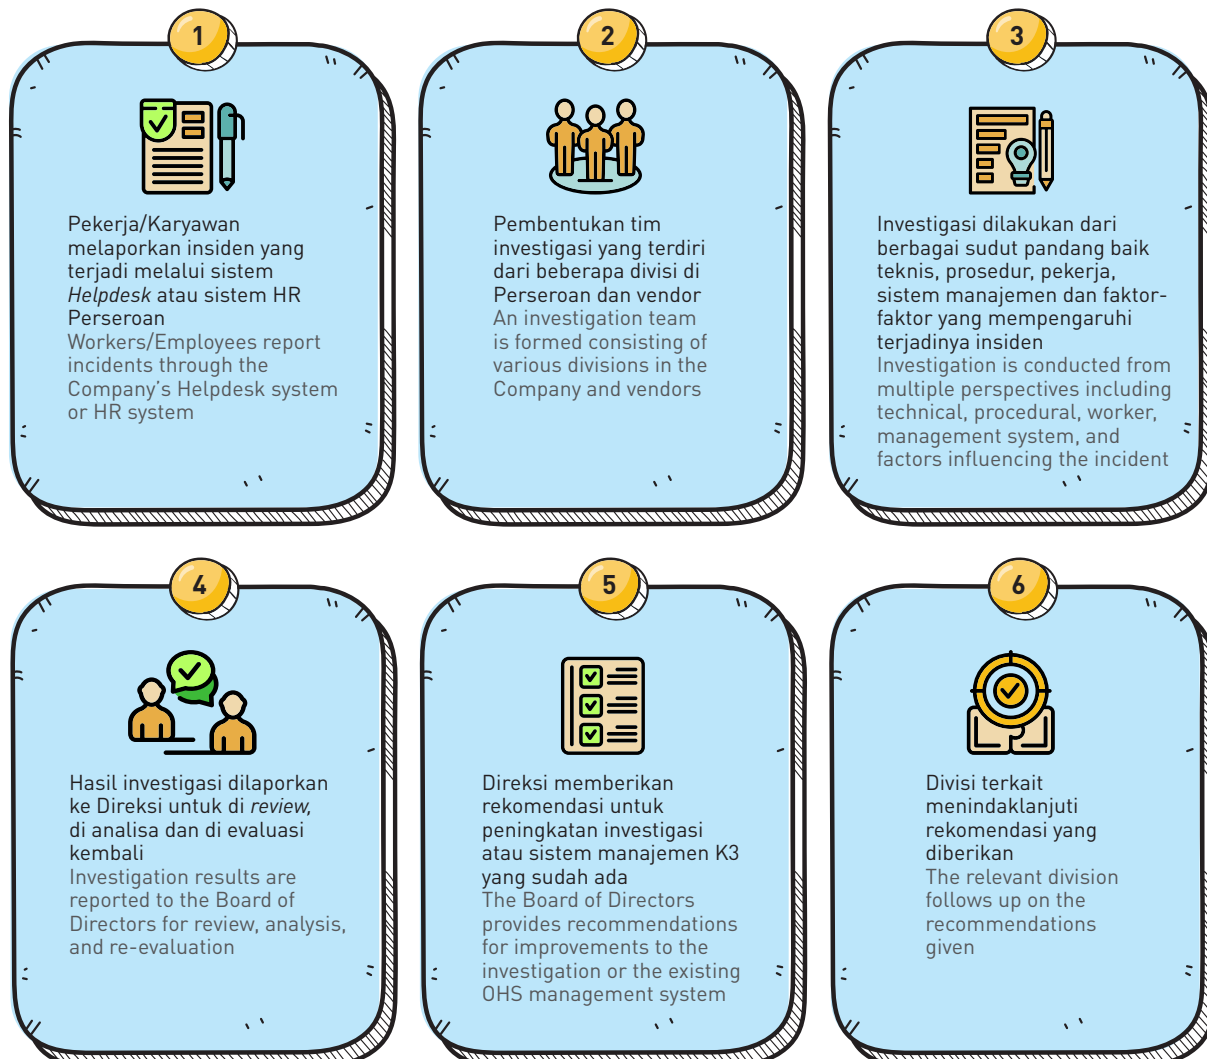 1
Pekerja/Karyawan
melaporkan insiden yang
terjadi melalui sistem
Helpdesk atau sistem HR
Perseroan
Workers/Employees report
incidents through the
Company's Helpdesk system
or HR system
2
Pembentukan tim
investigasi yang terdiri
dari beberapa divisi di
Perseroan dan vendor
An investigation team
is formed consisting of
various divisions in the
Company and vendors
3
Investigasi dilakukan dari
berbagai sudut pandang baik
teknis, prosedur, pekerja,
sistem manajemen dan faktor-
faktor yang mempengaruhi
terjadinya insiden
Investigation is conducted from
multiple perspectives including
technical, procedural, worker,
management system, and
factors influencing the incident
4
Hasil investigasi dilaporkan
ke Direksi untuk di review,
di analisa dan di evaluasi
kembali
Investigation results are
reported to the Board of
Directors for review, analysis,
and re-evaluation
5
Direksi memberikan
rekomendasi untuk
peningkatan investigasi
atau sistem manajemen K3
yang sudah ada
The Board of Directors
provides recommendations
for improvements to the
investigation or the existing
OHS management system
6
Divisi terkait
menindaklanjuti
rekomendasi yang
diberikan
The relevant division
follows up on the
recommendations
given